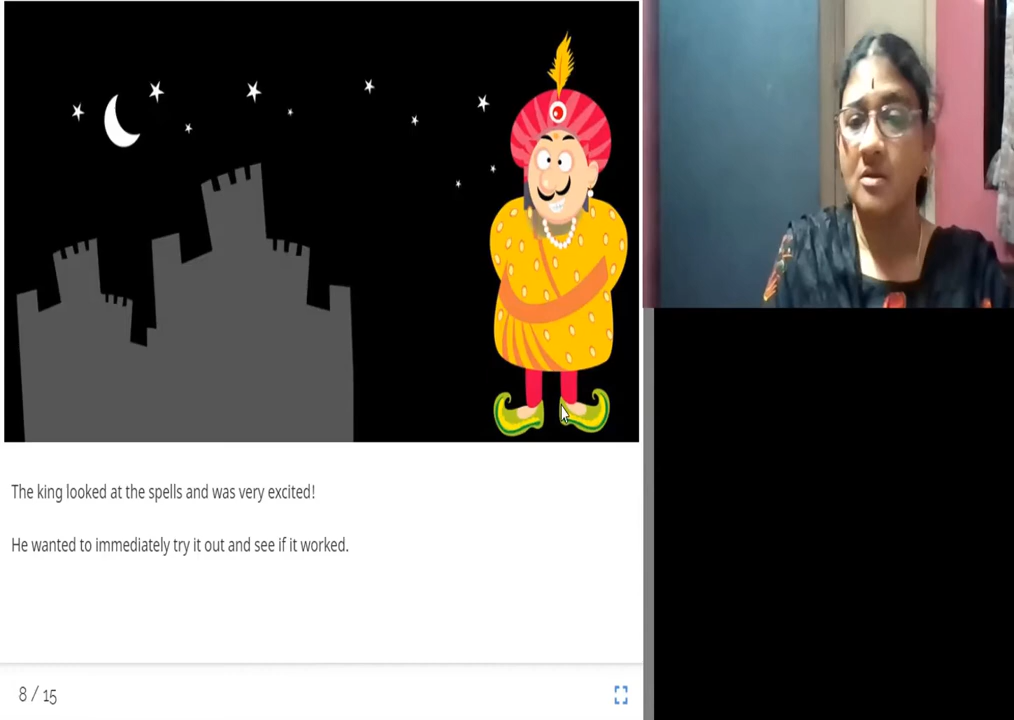 The king looked at the spells and was very excited!
He wanted to immediately try it out and see if it worked.
8 / 15